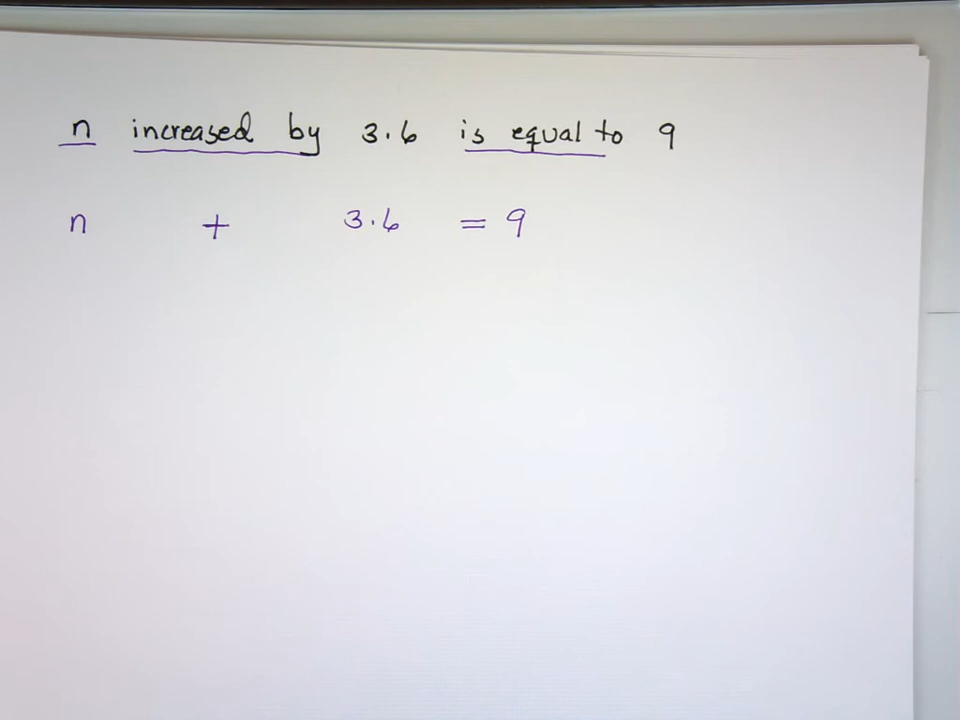 n increased by 3.6 is equal to 9
n + 3.6 = 9